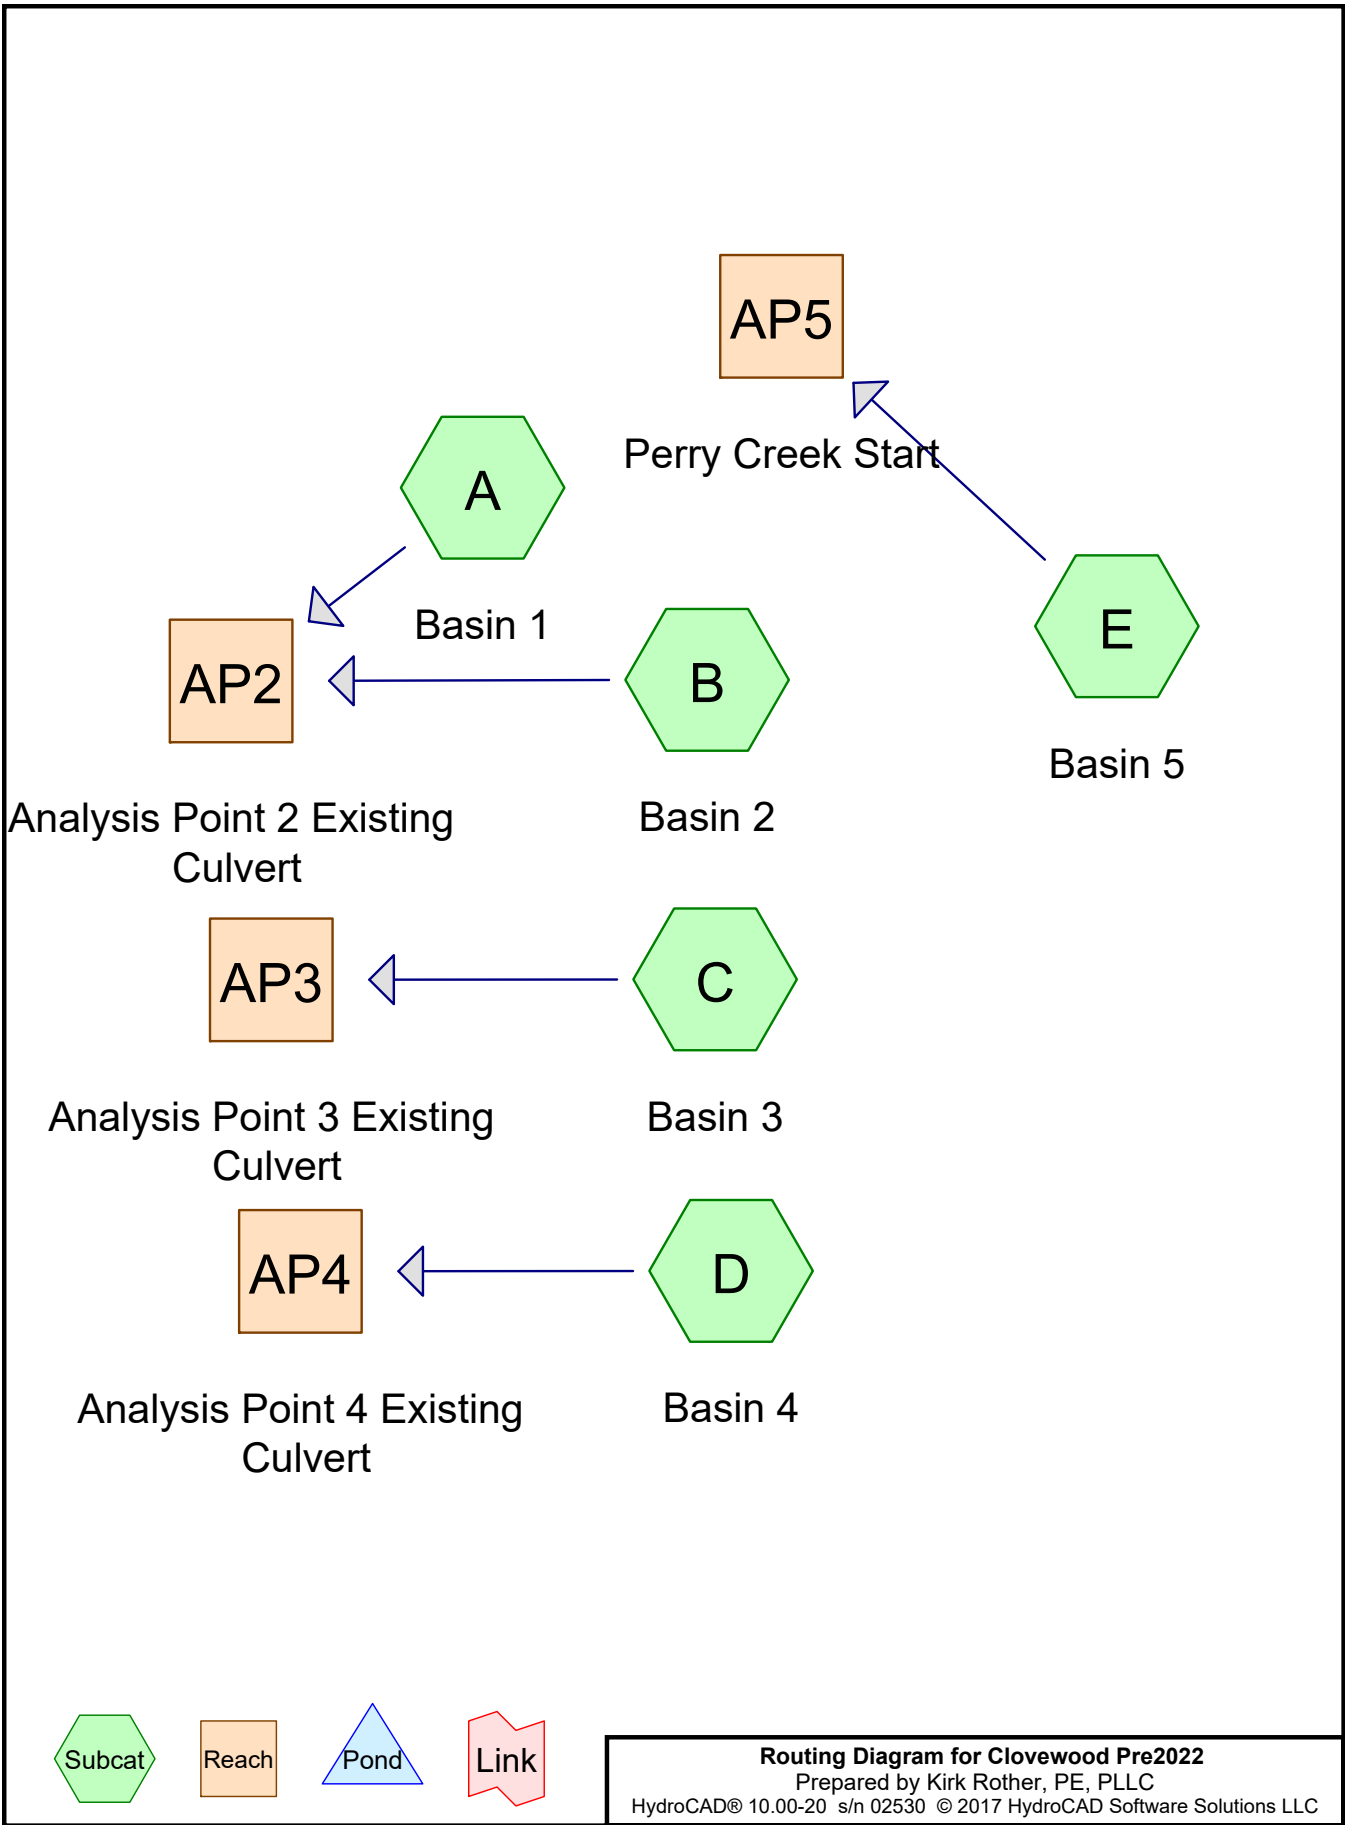 AP5
Perry Creek Start
A
Basin 1
E
Basin 5
AP2
Analysis Point 2 Existing
Culvert
B
Basin 2
AP3
Analysis Point 3 Existing
Culvert
C
Basin 3
AP4
Analysis Point 4 Existing
Culvert
D
Basin 4
Subcat
Reach
Pond
Link
Routing Diagram for Clovewood Pre2022
Prepared by Kirk Rother, PE, PLLC
HydroCAD® 10.00-20 s/n 02530 © 2017 HydroCAD Software Solutions LLC